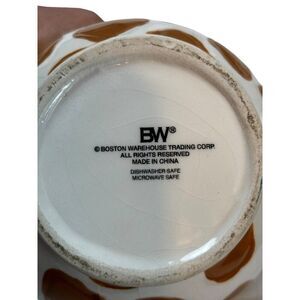 BW®
© BOSTON WAREHOUSE TRADING CORP.
ALL RIGHTS RESERVED
MADE IN CHINA
DISHWASHER SAFE
MICROWAVE SAFE